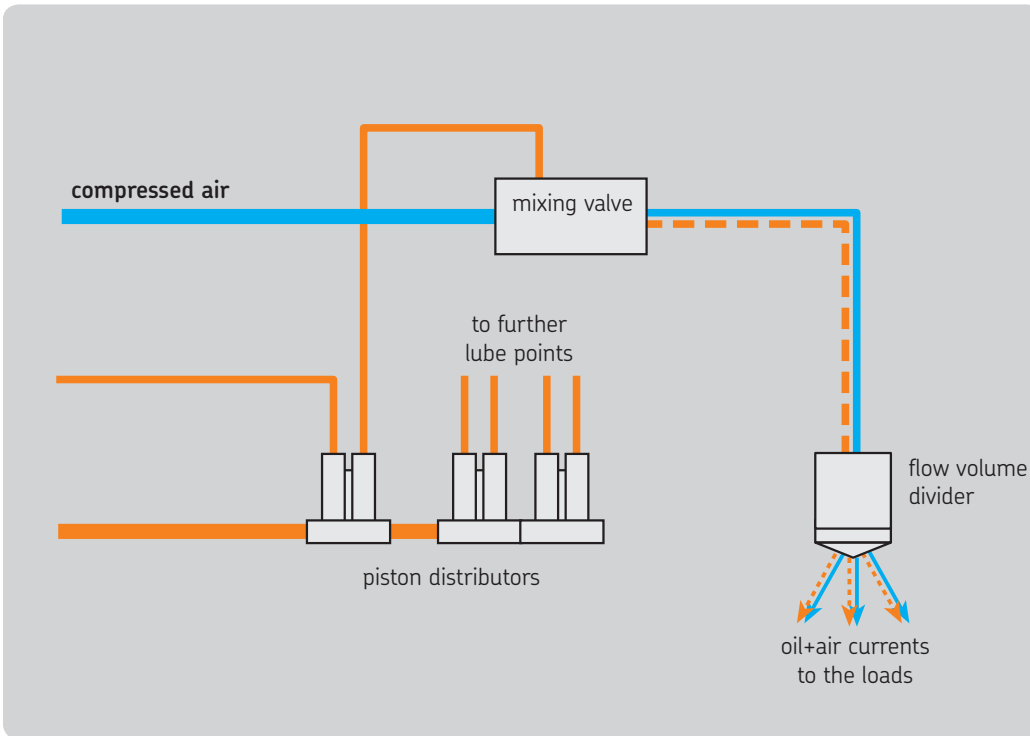 compressed air
mixing valve
to further
lube points
flow volume
divider
piston distributors
oil+air currents
to the loads